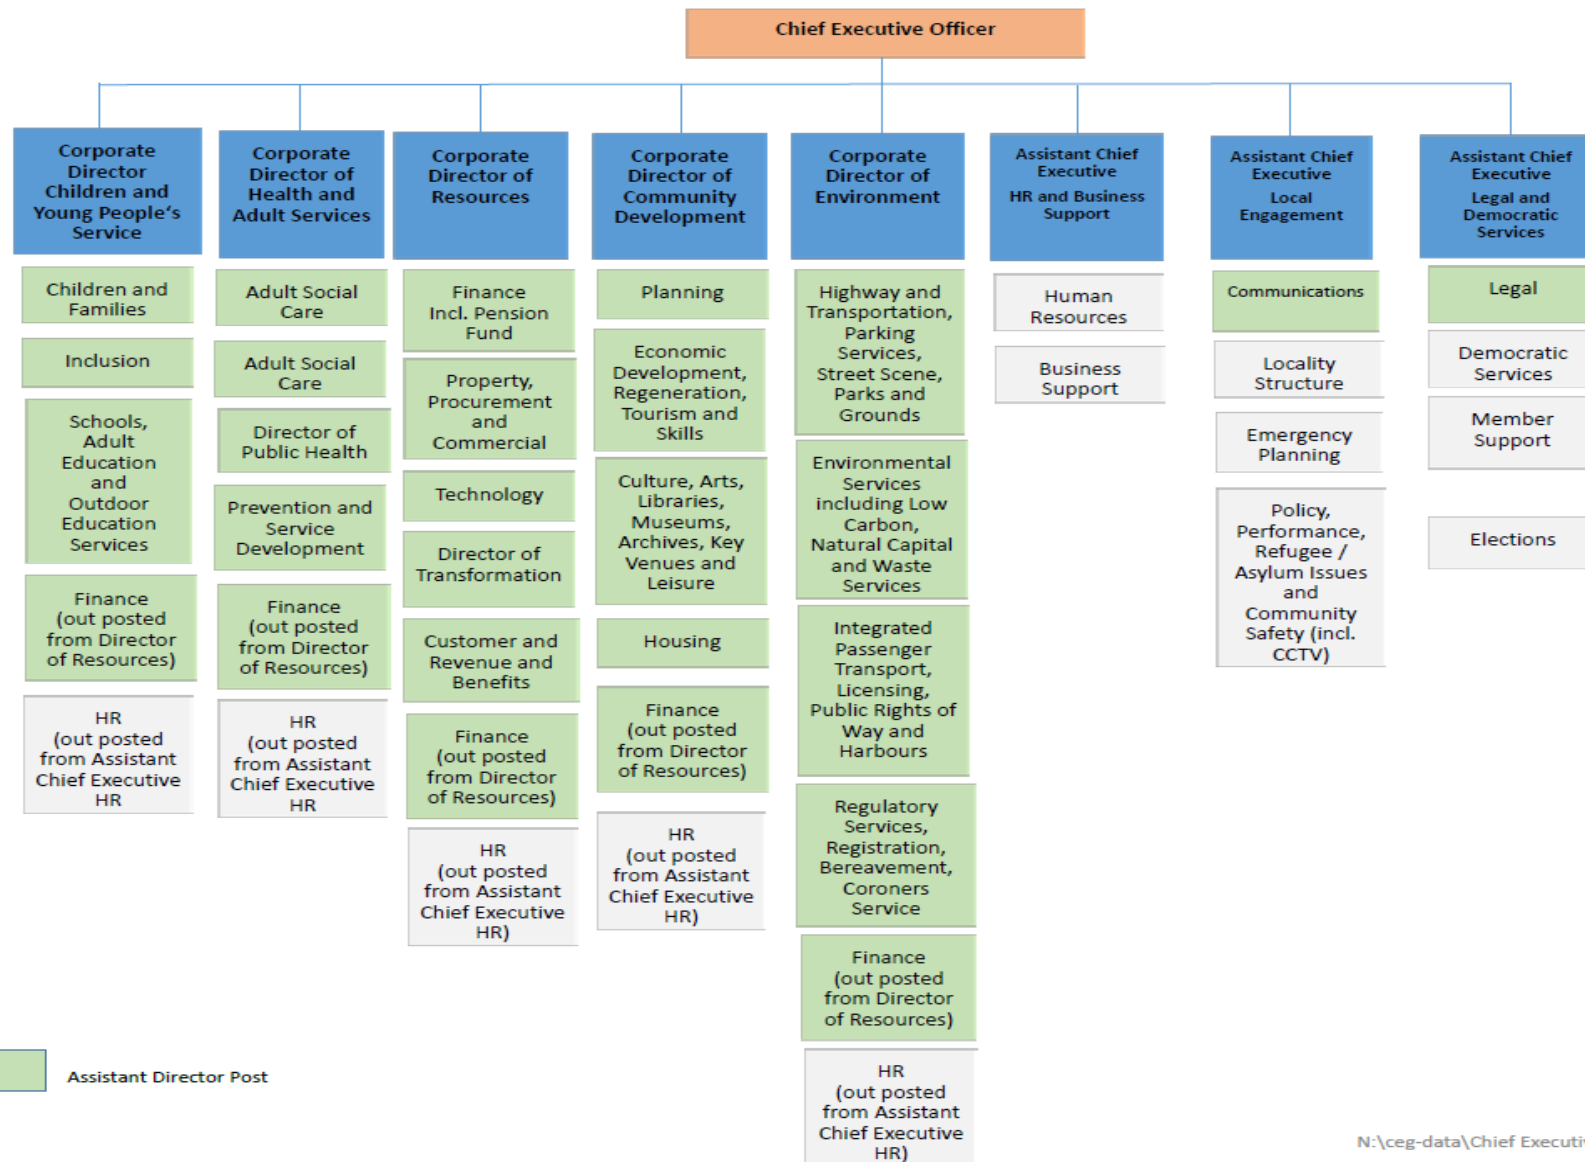 Chief Executive Officer
Corporate
Director
Children and
Young People‘s
Service
Children and
Families
Inclusion
Schools,
Adult
Education
and
Outdoor
Education
Services
Finance
(out posted
from Director
of Resources)
HR
(out posted
from Assistant
Chief Executive
HR
Corporate
Director of
Health and
Adult Services
Adult Social
Care
Adult Social
Care
Director of
Public Health
Prevention and
Service
Development
Finance
(out posted
from Director
of Resources)
HR
(out posted
from Assistant
Chief Executive
HR
Corporate
Director of
Resources
Finance
Incl. Pension
Fund
Property,
Procurement
and
Commercial
Technology
Director of
Transformation
Customer and
Revenue and
Benefits
Finance
(out posted
from Director
of Resources)
HR
(out posted
from Assistant
Chief Executive
HR)
Corporate
Director of
Community
Development
Planning
Economic
Development,
Regeneration,
Tourism and
Skills
Culture, Arts,
Libraries,
Museums,
Archives, Key
Venues and
Leisure
Housing
Finance
(out posted
from Director
of Resources)
HR
(out posted
from Assistant
Chief Executive
HR)
Corporate
Director of
Environment
Highway and
Transportation,
Parking
Services,
Street Scene,
Parks and
Grounds
Environmental
Services
including Low
Carbon,
Natural Capital
and Waste
Services
Integrated
Passenger
Transport,
Licensing,
Public Rights of
Way and
Harbours
Regulatory
Services,
Registration,
Bereavement,
Coroners
Service
Finance
(out posted
from Director
of Resources)
HR
(out posted
from Assistant
Chief Executive
HR)
Assistant Chief
Executive
HR and Business
Support
Human
Resources
Business
Support
Assistant Chief
Executive
Local
Engagement
Communications
Locality
Structure
Emergency
Planning
Policy,
Performance,
Refugee /
Asylum Issues
and
Community
Safety (incl.
CCTV)
Assistant Chief
Executive
Legal and
Democratic
Services
Legal
Democratic
Services
Member
Support
Elections
Assistant Director Post
N:\ceg-data\Chief Executiv